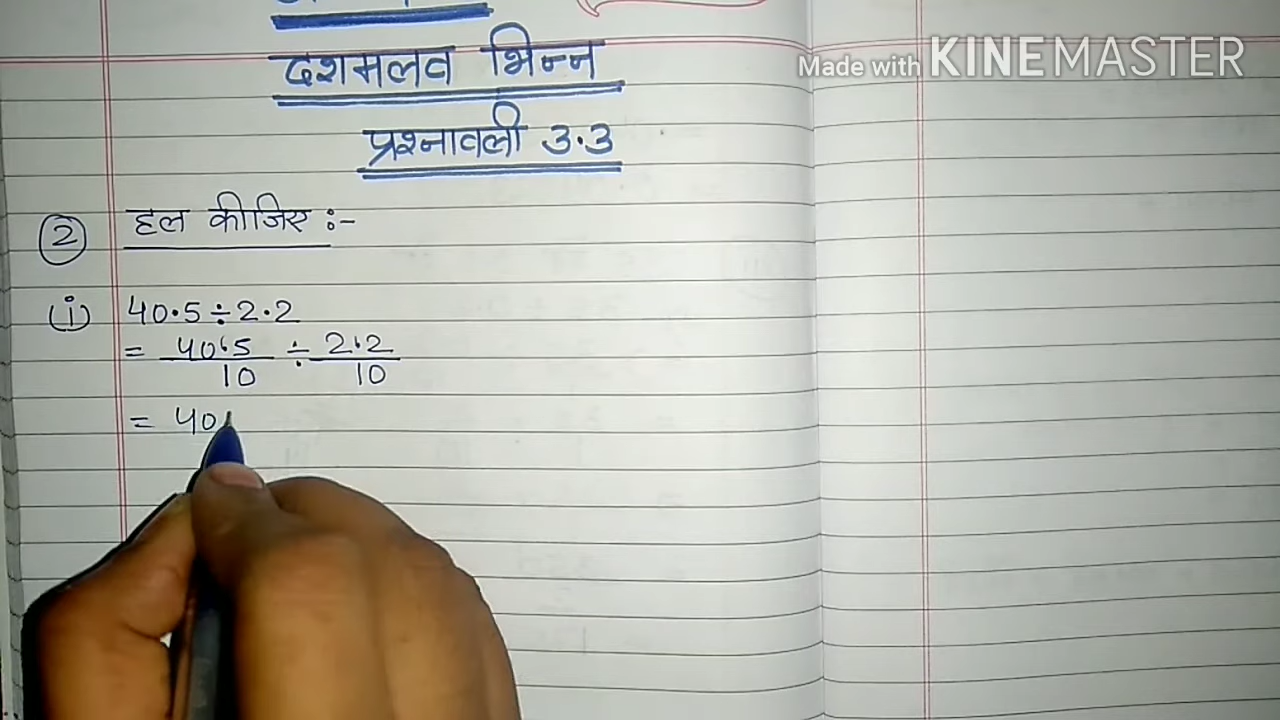 दशमलव भिन्न
Made with KINEMASTER
प्रश्नावली 3.3
2 हल कीजिए :-
(i) 40.5 ÷ 2.2
= 40.5/10 ÷ 2.2/10
= 40